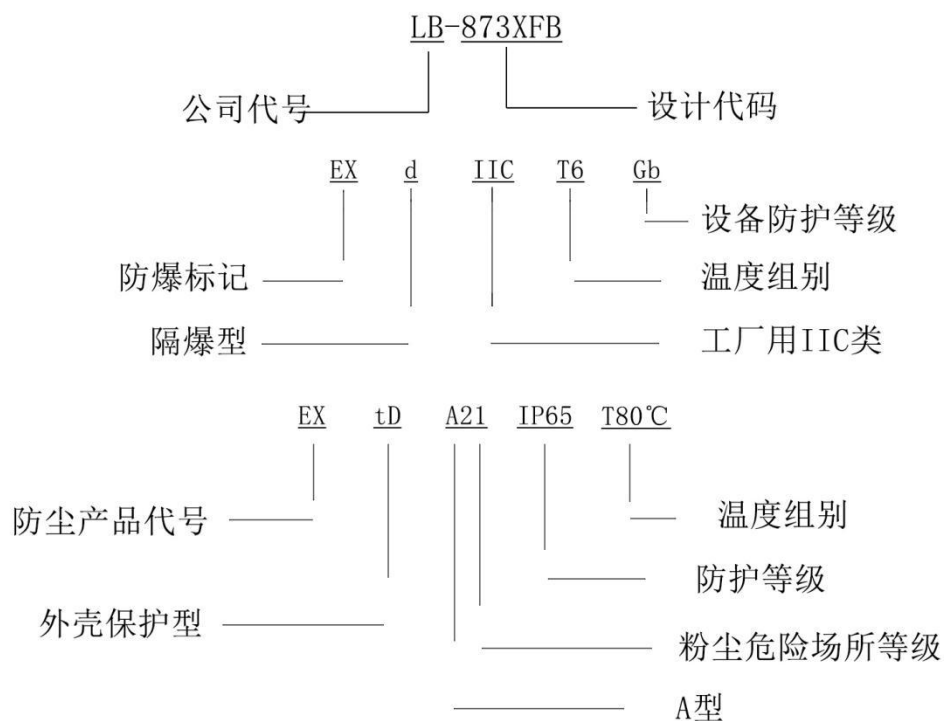 LB-873XFB
公司代号 设计代码
EX d IIC T6 Gb
设备防护等级
防爆标记 温度组别
隔爆型 工厂用IIC类
EX tD A21 IP65 T80℃
防尘产品代号 温度组别
防护等级
外壳保护型
粉尘危险场所等级
A型